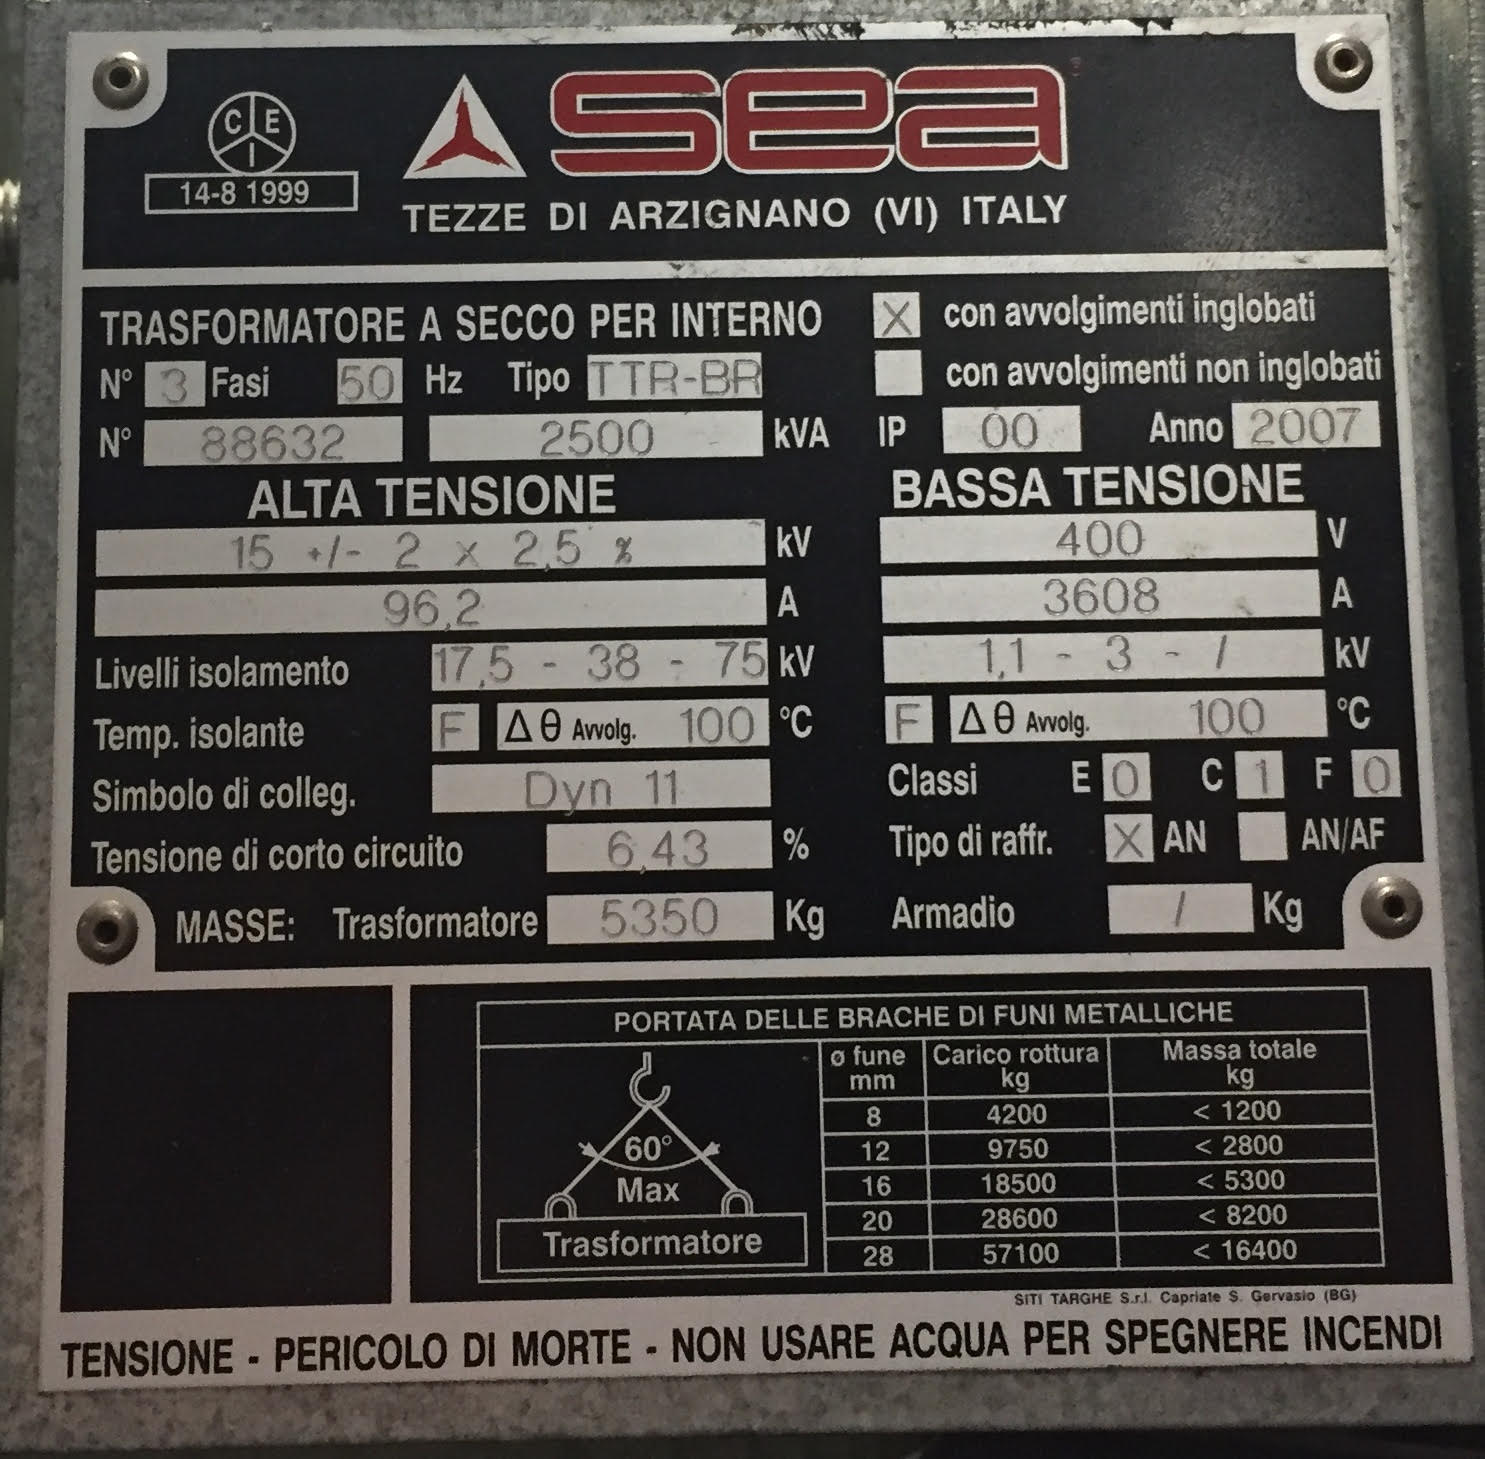 C E I
14-8 1999
sea
TEZZE DI ARZIGNANO (VI) ITALY
TRASFORMATORE A SECCO PER INTERNO
X con avvolgimenti inglobati
con avvolgimenti non inglobati
N° 3 Fasi 50 Hz Tipo TTR-BR
N° 88632 2500 kVA IP 00 Anno 2007
ALTA TENSIONE
15 +/- 2 x 2,5 % kV
96,2 A
Livelli isolamento 17,5 - 38 - 75 kV
Temp. isolante F Δθ Avvolg. 100 °C
Simbolo di colleg. Dyn 11
Tensione di corto circuito 6,43 %
MASSE: Trasformatore 5350 Kg
BASSA TENSIONE
400 V
3608 A
1,1 - 3 - / kV
F Δθ Avvolg. 100 °C
Classi E 0 C 1 F 0
Tipo di raffr. X AN AN/AF
Armadio / Kg
PORTATA DELLE BRACHE DI FUNI METALLICHE
60°
Max
Trasformatore
ø fune mm Carico rottura kg Massa totale kg
8 4200 < 1200
12 9750 < 2800
16 18500 < 5300
20 28600 < 8200
28 57100 < 16400
SITI TARGHE S.r.l. Capriate S. Gervasio (BG)
TENSIONE - PERICOLO DI MORTE - NON USARE ACQUA PER SPEGNERE INCENDI